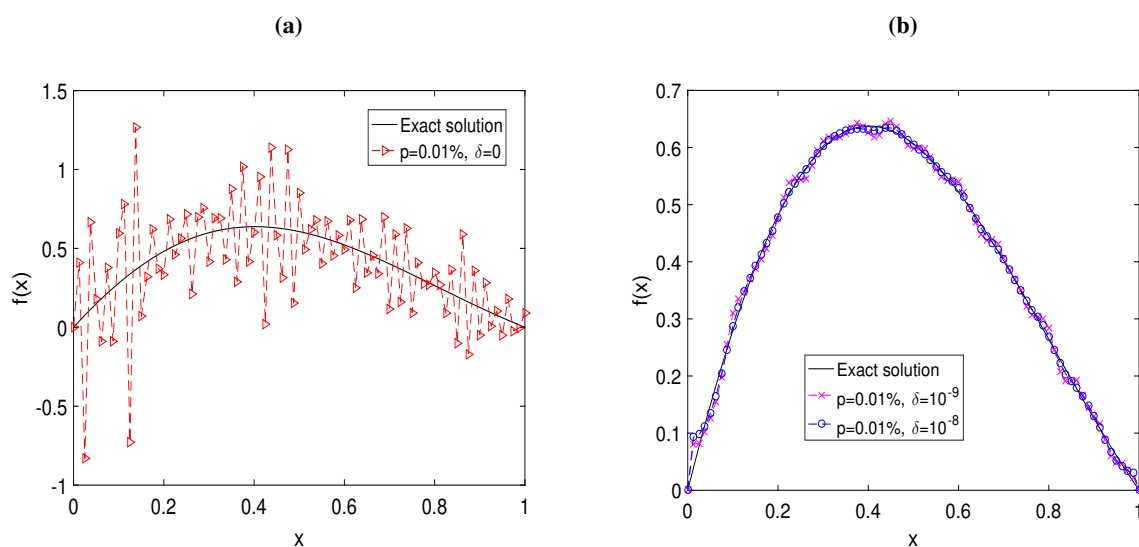 (a)
1.5
1
0.5
0
-0.5
-1
f(x)
0
0.2
0.4
0.6
0.8
1
x
Exact solution
p=0.01%, δ=0
(b)
0.7
0.6
0.5
0.4
0.3
0.2
0.1
0
f(x)
0
0.2
0.4
0.6
0.8
1
x
Exact solution
p=0.01%, δ=10⁻⁹
p=0.01%, δ=10⁻⁸